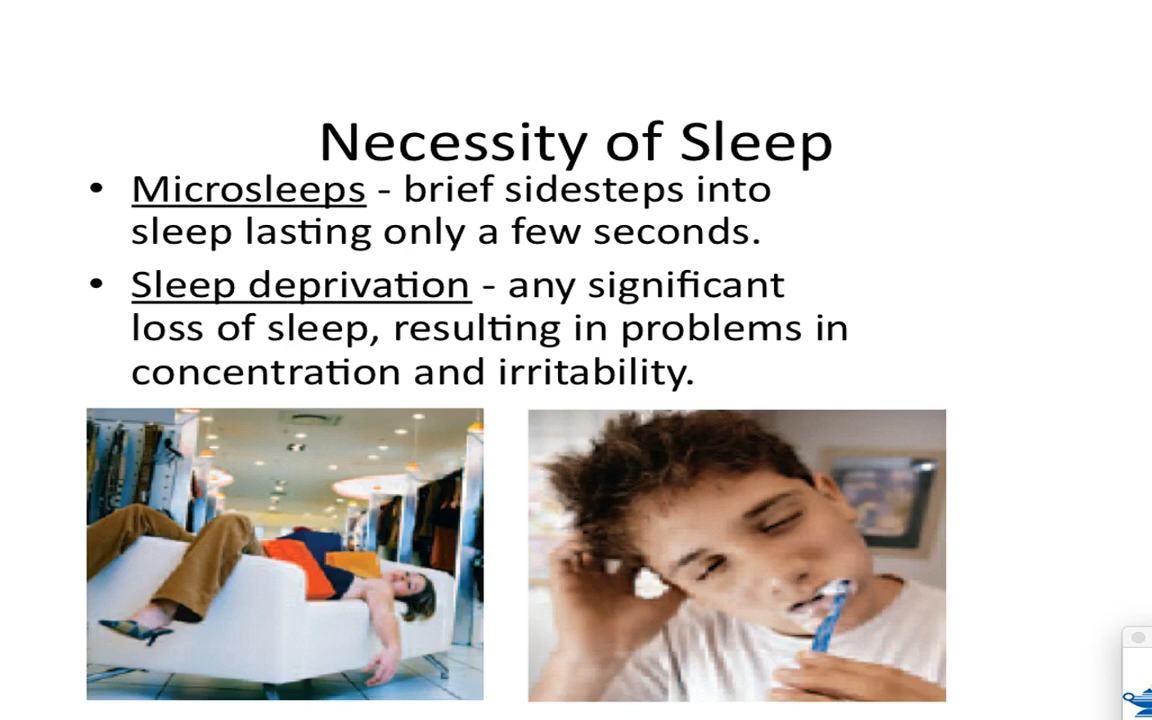 Necessity of Sleep
• Microsleeps - brief sidesteps into
sleep lasting only a few seconds.
• Sleep deprivation - any significant
loss of sleep, resulting in problems in
concentration and irritability.